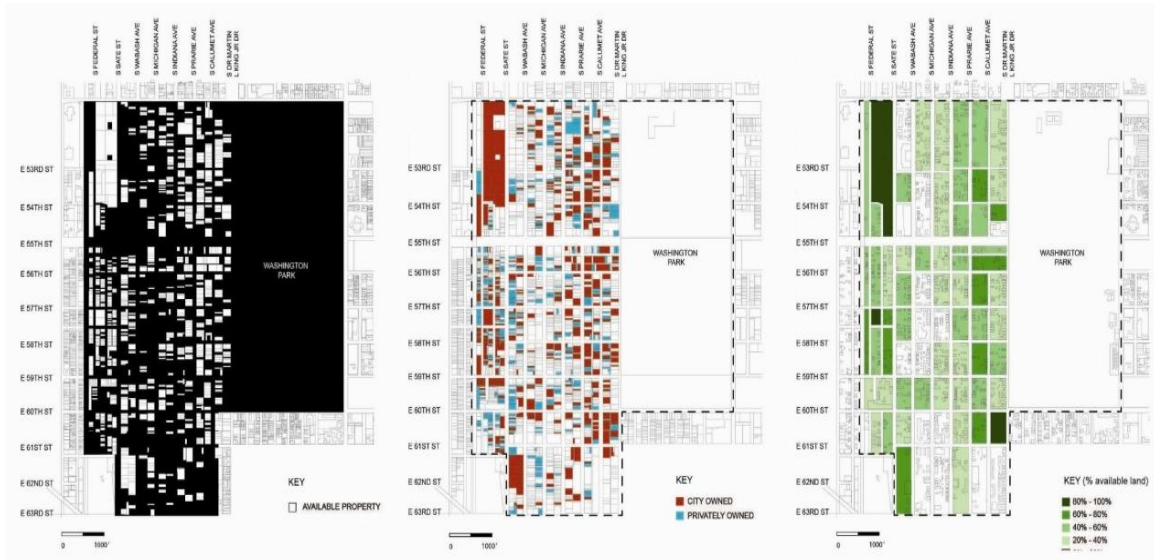 S FEDERAL ST
S SATE ST
S WABASH AVE
S MICHIGAN AVE
S INDIANA AVE
S PRARIE AVE
S CALUMET AVE
S DR MARTIN
L KING JR DR
E 53RD ST
E 54TH ST
E 55TH ST
E 56TH ST
E 57TH ST
E 58TH ST
E 59TH ST
E 60TH ST
E 61ST ST
E 62ND ST
E 63RD ST
WASHINGTON
PARK
KEY
AVAILABLE PROPERTY
0 1000'
S FEDERAL ST
S SATE ST
S WABASH AVE
S MICHIGAN AVE
S INDIANA AVE
S PRARIE AVE
S CALUMET AVE
S DR MARTIN
L KING JR DR
E 53RD ST
E 54TH ST
E 55TH ST
E 56TH ST
E 57TH ST
E 58TH ST
E 59TH ST
E 60TH ST
E 61ST ST
E 62ND ST
E 63RD ST
WASHINGTON
PARK
KEY
CITY OWNED
PRIVATELY OWNED
0 1000'
S FEDERAL ST
S SATE ST
S WABASH AVE
S MICHIGAN AVE
S INDIANA AVE
S PRARIE AVE
S CALUMET AVE
S DR MARTIN
L KING JR DR
E 53RD ST
E 54TH ST
E 55TH ST
E 56TH ST
E 57TH ST
E 58TH ST
E 59TH ST
E 60TH ST
E 61ST ST
E 62ND ST
E 63RD ST
WASHINGTON
PARK
KEY (% available land)
80% - 100%
60% - 80%
40% - 60%
20% - 40%
0 1000'